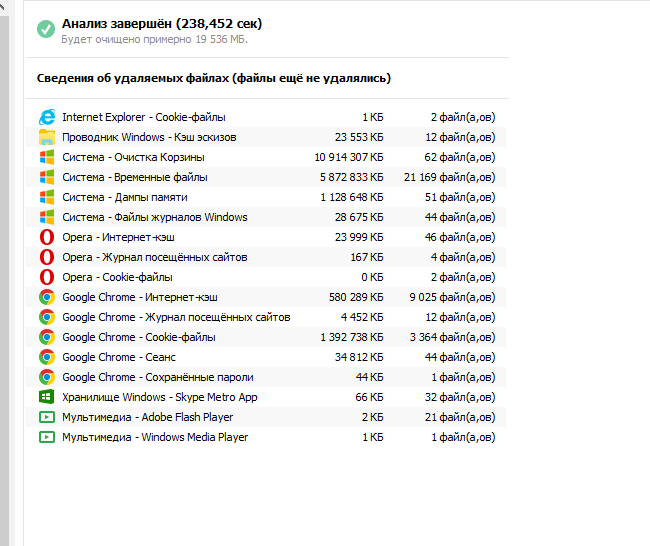 Анализ завершён (238,452 сек)
Будет очищено примерно 19 536 МБ.
Сведения об удаляемых файлах (файлы ещё не удалялись)
Internet Explorer - Cookie-файлы 1 КБ 2 файл(а,ов)
Проводник Windows - Кэш эскизов 23 553 КБ 12 файл(а,ов)
Система - Очистка Корзины 10 914 307 КБ 62 файл(а,ов)
Система - Временные файлы 5 872 833 КБ 21 169 файл(а,ов)
Система - Дампы памяти 1 128 648 КБ 51 файл(а,ов)
Система - Файлы журналов Windows 28 675 КБ 44 файл(а,ов)
Opera - Интернет-кэш 23 999 КБ 46 файл(а,ов)
Opera - Журнал посещённых сайтов 167 КБ 4 файл(а,ов)
Opera - Cookie-файлы 0 КБ 2 файл(а,ов)
Google Chrome - Интернет-кэш 580 289 КБ 9 025 файл(а,ов)
Google Chrome - Журнал посещённых сайтов 4 452 КБ 12 файл(а,ов)
Google Chrome - Cookie-файлы 1 392 738 КБ 3 364 файл(а,ов)
Google Chrome - Сеанс 34 812 КБ 44 файл(а,ов)
Google Chrome - Сохранённые пароли 44 КБ 1 файл(а,ов)
Хранилище Windows - Skype Metro App 66 КБ 32 файл(а,ов)
Мультимедиа - Adobe Flash Player 2 КБ 21 файл(а,ов)
Мультимедиа - Windows Media Player 1 КБ 1 файл(а,ов)